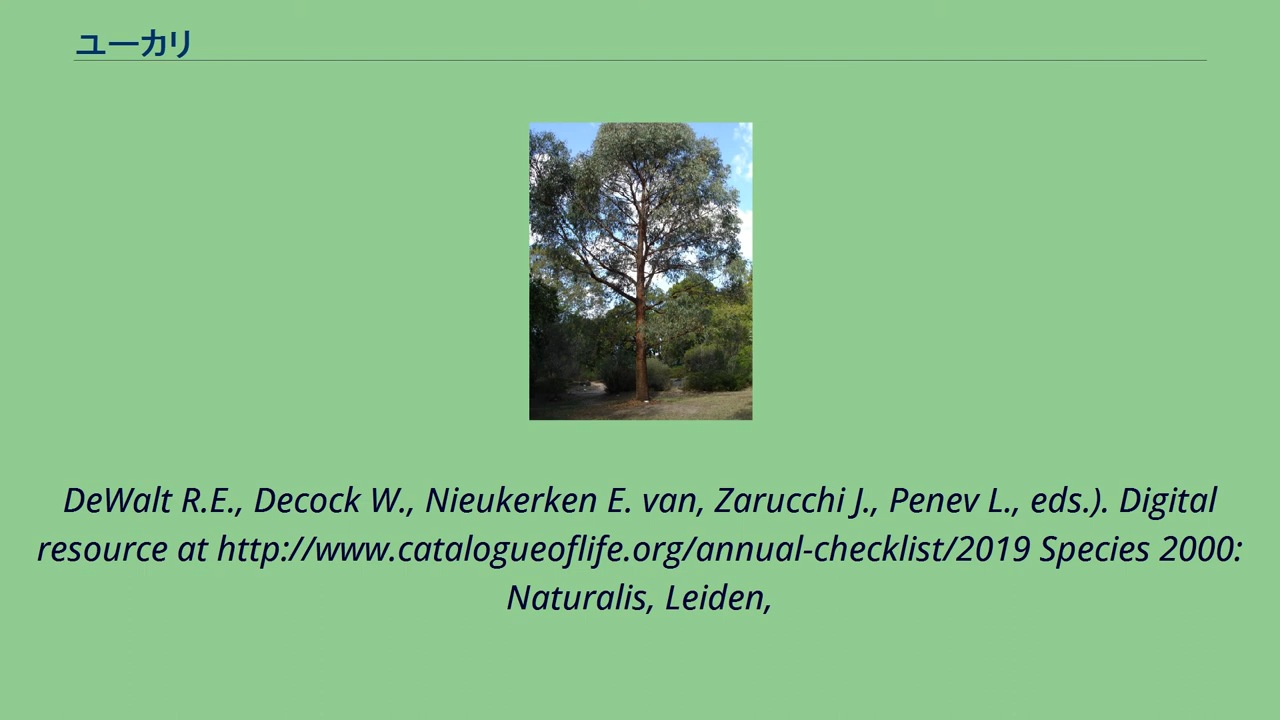 ユーカリ
DeWalt R.E., Decock W., Nieukerken E. van, Zarucchi J., Penev L., eds.). Digital
resource at http://www.catalogueoflife.org/annual-checklist/2019 Species 2000:
Naturalis, Leiden,